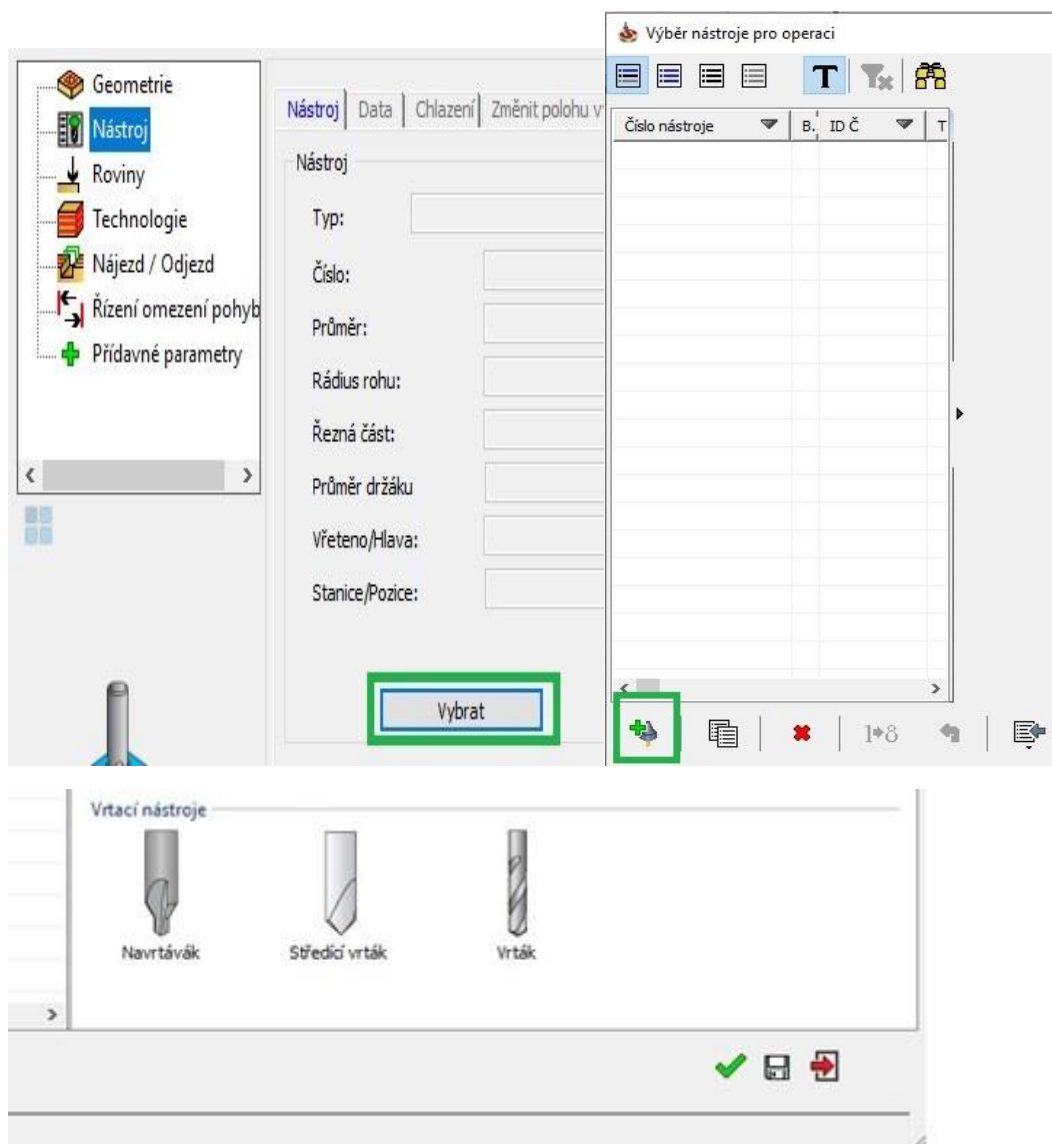 Geometrie
Nástroj
Roviny
Technologie
Nájezd / Odjezd
Řízení omezení pohyb
Přídavné parametry
Nástroj Data Chlazení Změnit polohu v
Nástroj
Typ:
Číslo:
Průměr:
Rádius rohu:
Řezná část:
Průměr držáku
Vřeteno/Hlava:
Stanice/Pozice:
Vybrat
Výběr nástroje pro operaci
T
Číslo nástroje B. ID Č T
1 8
Vrtací nástroje
Navrtávák Středící vrták Vrták